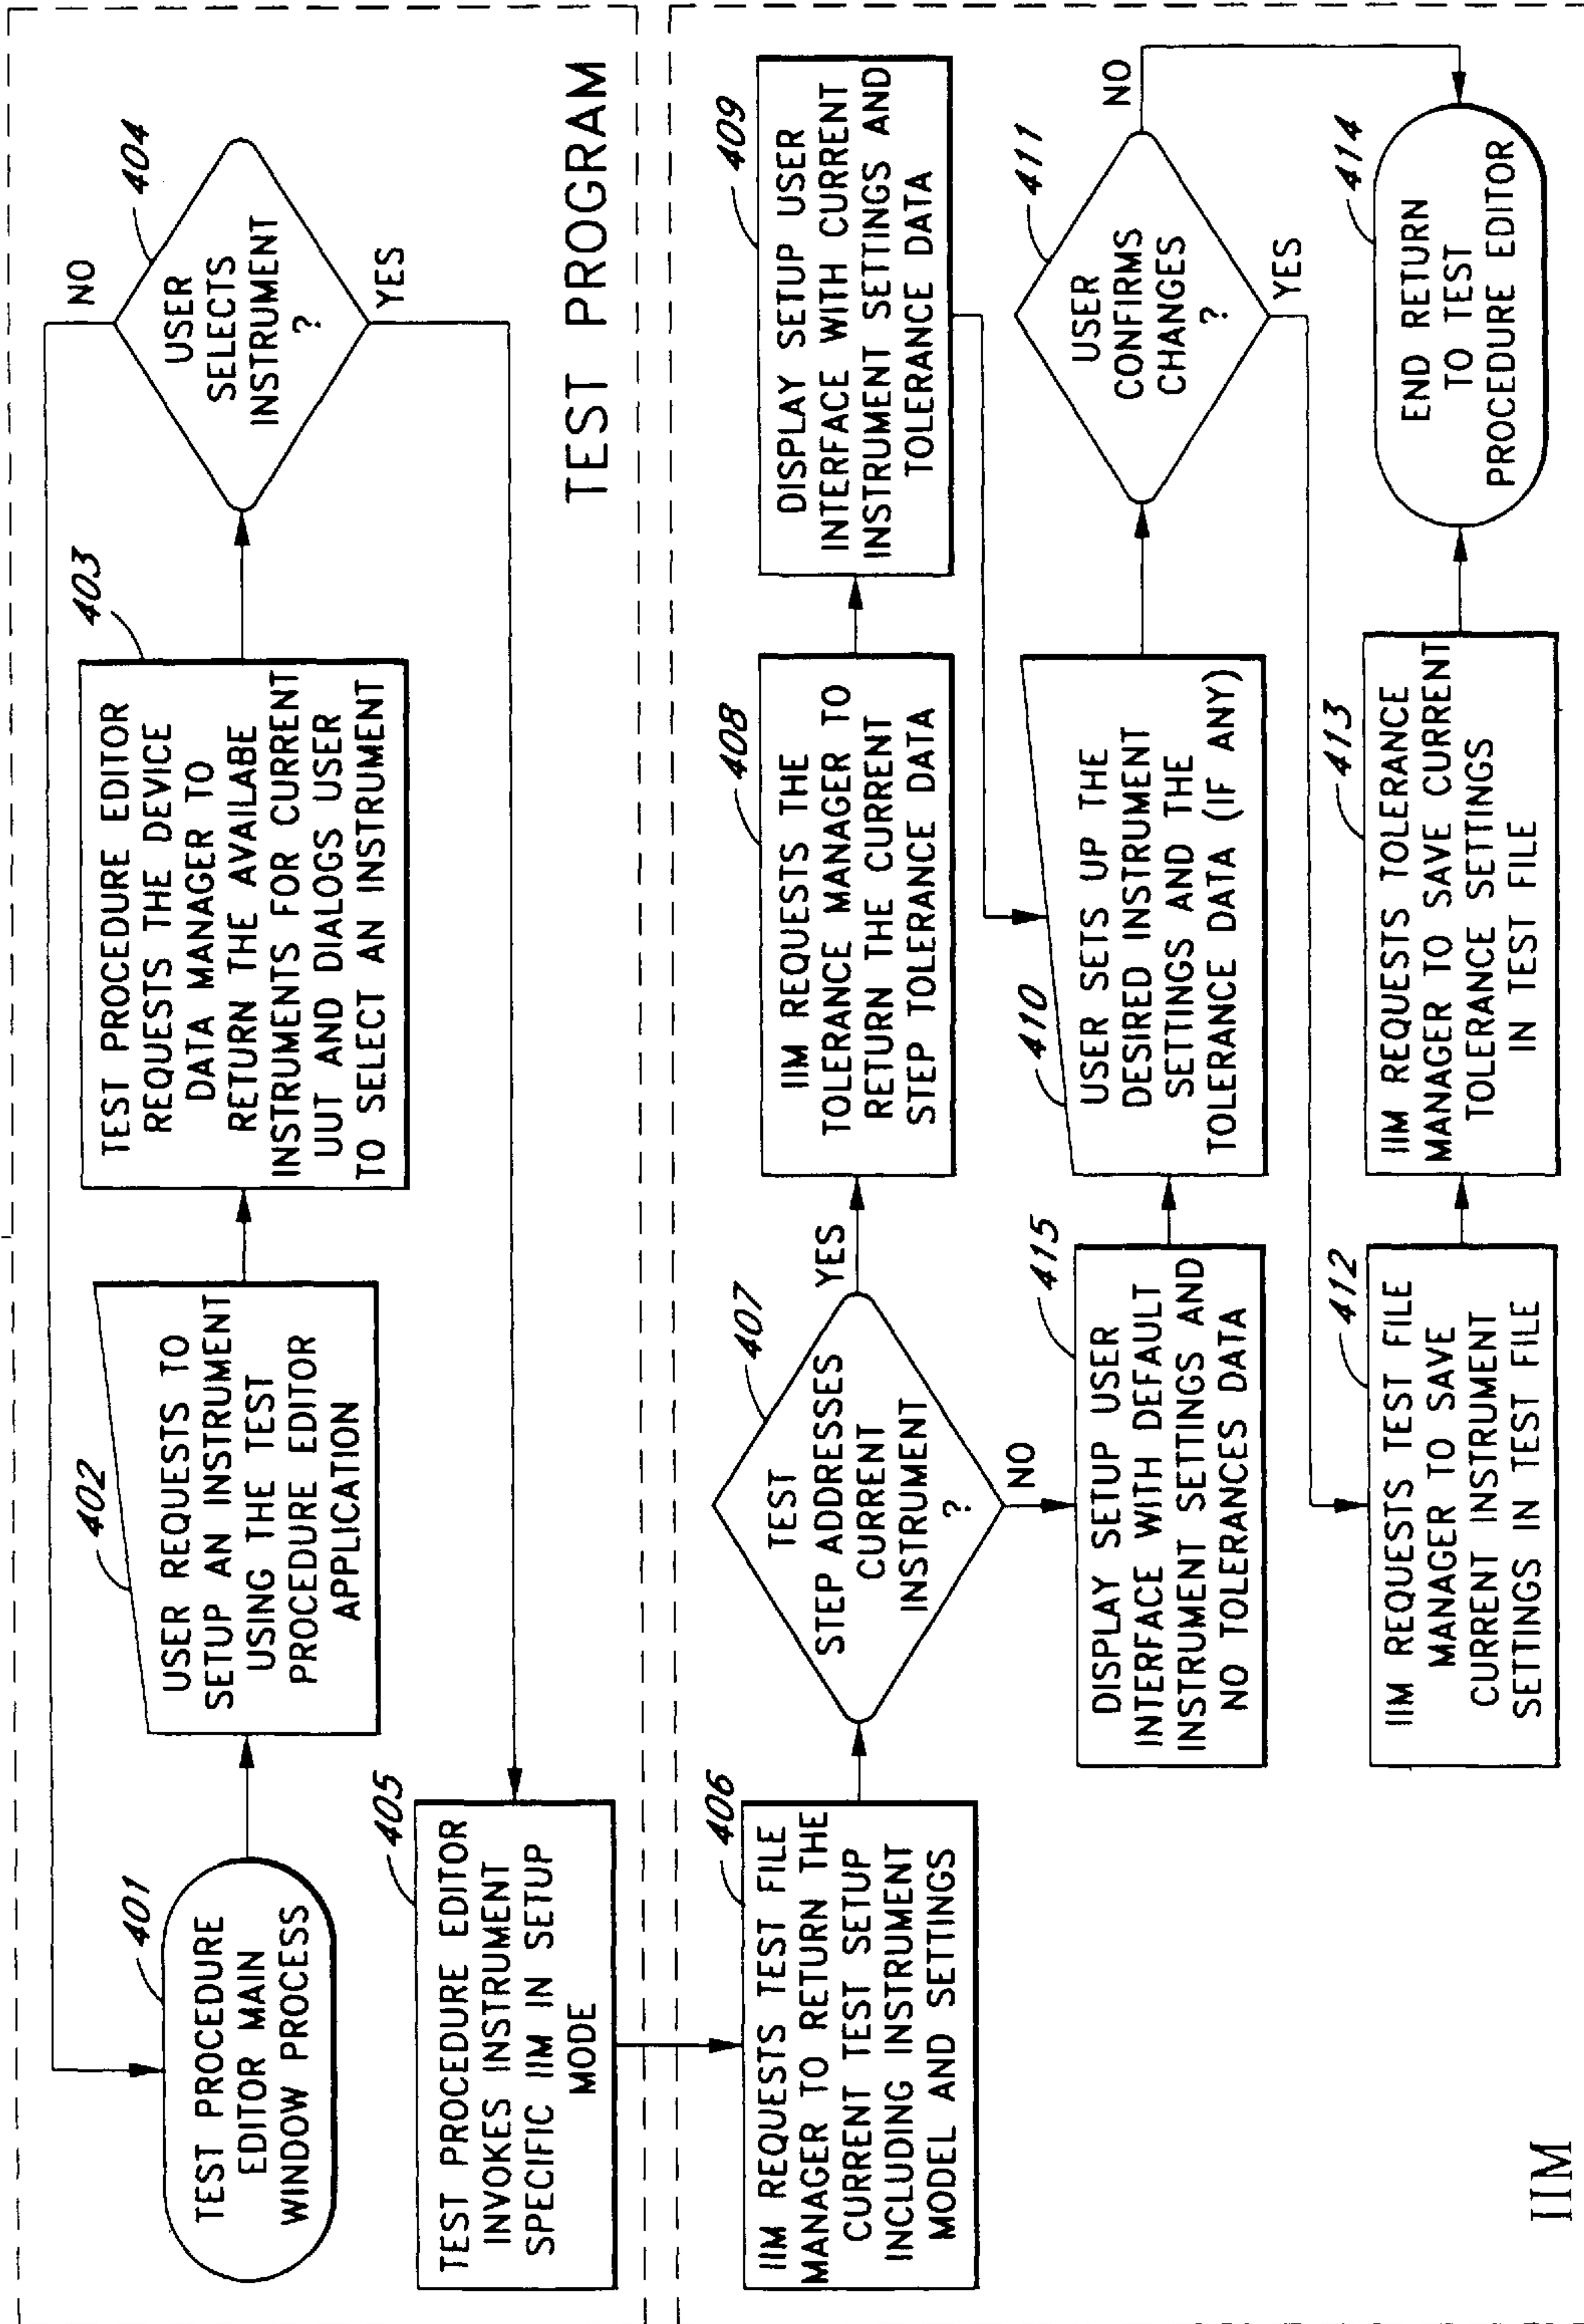 401
TEST PROCEDURE
EDITOR MAIN
WINDOW PROCESS
402
USER REQUESTS TO
SETUP AN INSTRUMENT
USING THE TEST
PROCEDURE EDITOR
APPLICATION
403
TEST PROCEDURE EDITOR
REQUESTS THE DEVICE
DATA MANAGER TO
RETURN THE AVAILABE
INSTRUMENTS FOR CURRENT
UUT AND DIALOGS USER
TO SELECT AN INSTRUMENT
404
USER
SELECTS
INSTRUMENT
?
NO
YES
405
TEST PROCEDURE EDITOR
INVOKES INSTRUMENT
SPECIFIC IIM IN SETUP
MODE
TEST PROGRAM
406
IIM REQUESTS TEST FILE
MANAGER TO RETURN THE
CURRENT TEST SETUP
INCLUDING INSTRUMENT
MODEL AND SETTINGS
407
TEST
STEP ADDRESSES
CURRENT
INSTRUMENT
?
YES
NO
408
IIM REQUESTS THE
TOLERANCE MANAGER TO
RETURN THE CURRENT
STEP TOLERANCE DATA
409
DISPLAY SETUP USER
INTERFACE WITH CURRENT
INSTRUMENT SETTINGS AND
TOLERANCE DATA
415
DISPLAY SETUP USER
INTERFACE WITH DEFAULT
INSTRUMENT SETTINGS AND
NO TOLERANCES DATA
410
USER SETS UP THE
DESIRED INSTRUMENT
SETTINGS AND THE
TOLERANCE DATA (IF ANY)
411
USER
CONFIRMS
CHANGES
?
NO
YES
412
IIM REQUESTS TEST FILE
MANAGER TO SAVE
CURRENT INSTRUMENT
SETTINGS IN TEST FILE
413
IIM REQUESTS TOLERANCE
MANAGER TO SAVE CURRENT
TOLERANCE SETTINGS
IN TEST FILE
414
END RETURN
TO TEST
PROCEDURE EDITOR
IIM